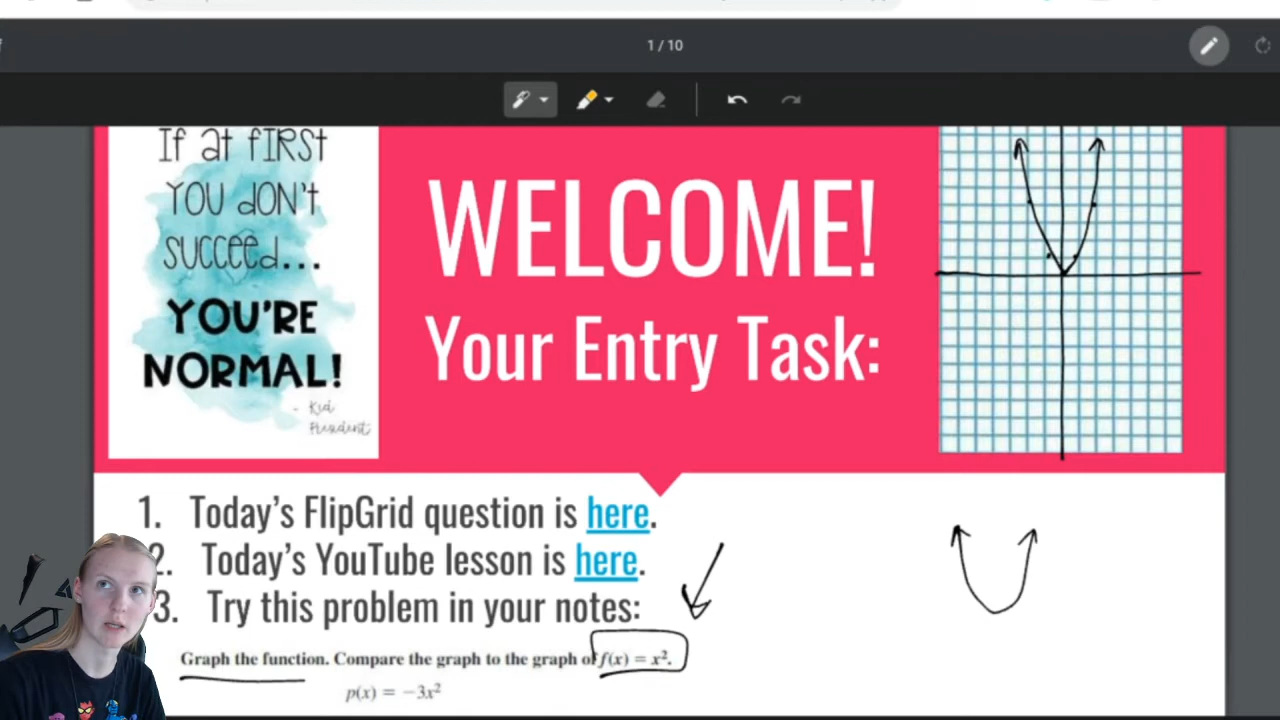 1 / 10
If at first
you don't
succeed...
YOU'RE
NORMAL!
- Kid
President
WELCOME!
Your Entry Task:
1. Today's FlipGrid question is here.
2. Today's YouTube lesson is here.
3. Try this problem in your notes:
Graph the function. Compare the graph to the graph of f(x) = x².
p(x) = −3x²